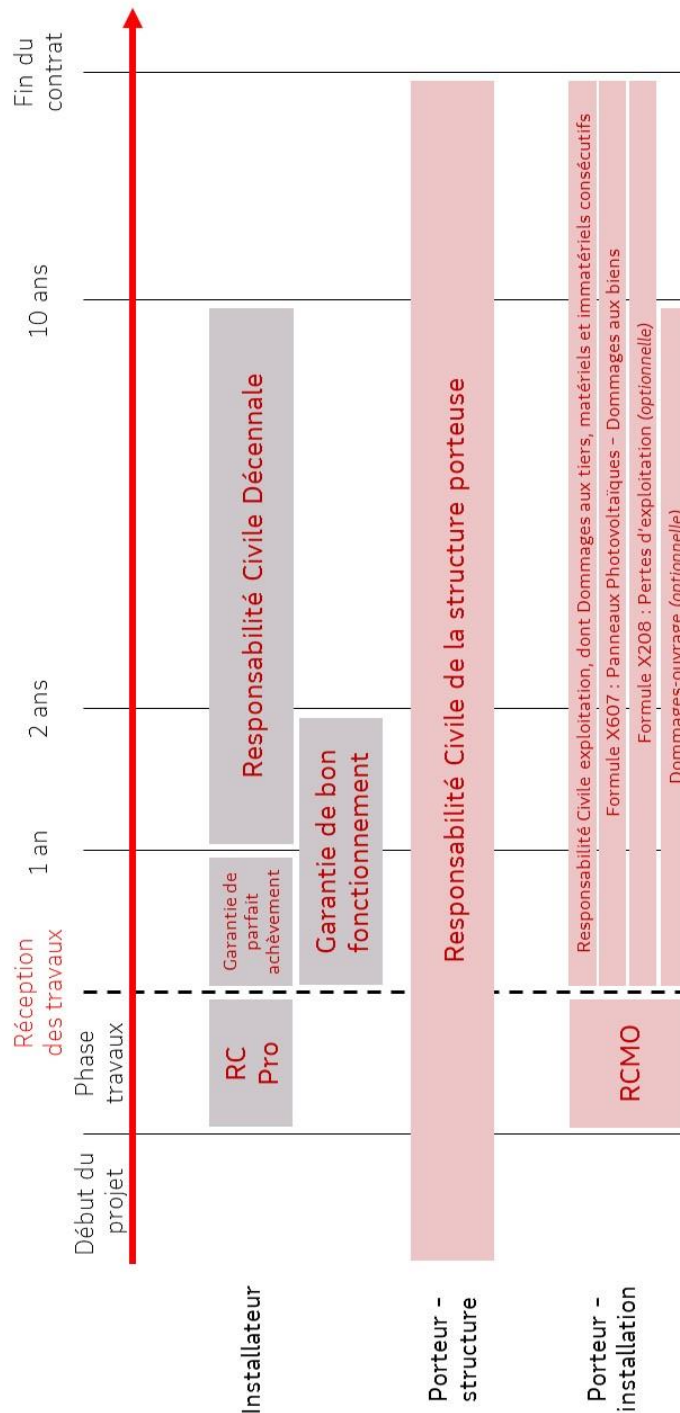 Début du
projet
Phase
travaux
Réception
des travaux
1 an
2 ans
10 ans
Fin du
contrat
Installateur
RC
Pro
Garantie de
parfait
achèvement
Responsabilité Civile Décennale
Garantie de bon
fonctionnement
Porteur -
structure
Responsabilité Civile de la structure porteuse
Porteur -
installation
RCMO
Responsabilité Civile exploitation, dont Dommages aux tiers, matériels et immatériels consécutifs
Formule X607 : Panneaux Photovoltaïques - Dommages aux biens
Formule X208 : Pertes d'exploitation (optionnelle)
Dommages-ouvrage (optionnelle)